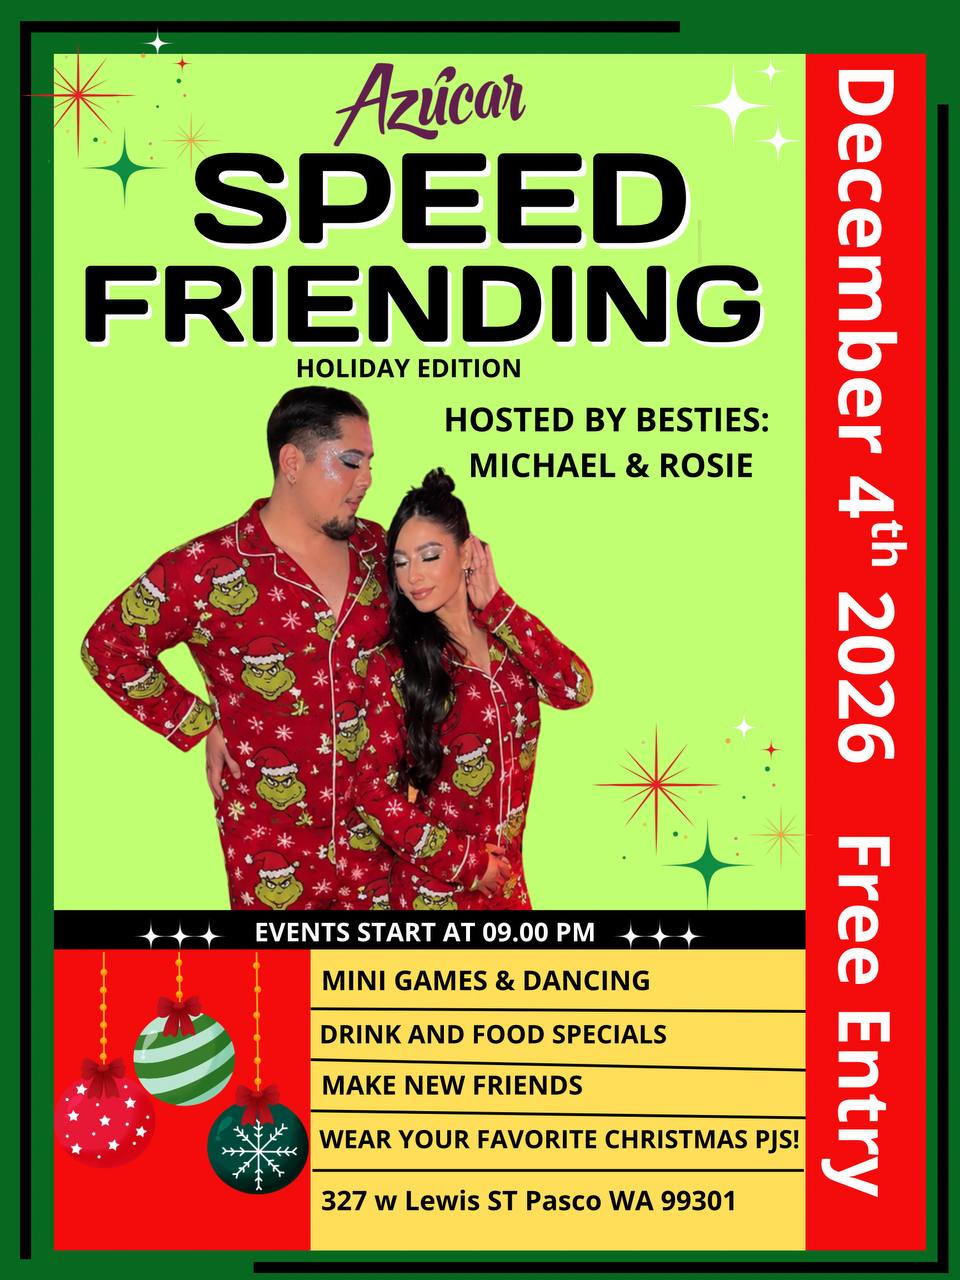 Azúcar
SPEED
FRIENDING
HOLIDAY EDITION
HOSTED BY BESTIES:
MICHAEL & ROSIE
December 4th 2026 Free Entry
EVENTS START AT 09.00 PM
MINI GAMES & DANCING
DRINK AND FOOD SPECIALS
MAKE NEW FRIENDS
WEAR YOUR FAVORITE CHRISTMAS PJS!
327 w Lewis ST Pasco WA 99301